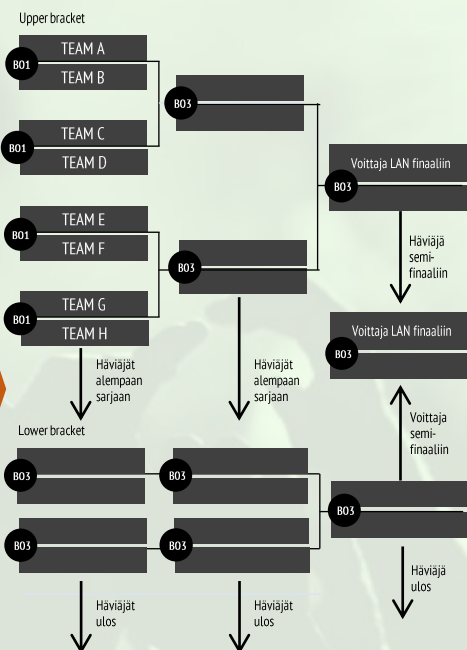 Upper bracket
TEAM A
BO1
TEAM B
BO3
TEAM C
BO1
TEAM D
Voittaja LAN finaaliin
BO3
TEAM E
BO1
TEAM F
Häviäjä
semi-
finaaliin
BO3
TEAM G
BO1
TEAM H
Voittaja LAN finaaliin
BO3
Häviäjät
alempaan
sarjaan
Häviäjät
alempaan
sarjaan
Voittaja
semi-
finaaliin
Lower bracket
BO3
BO3
BO3
BO3
BO3
Häviäjä
ulos
Häviäjät
ulos
Häviäjät
ulos